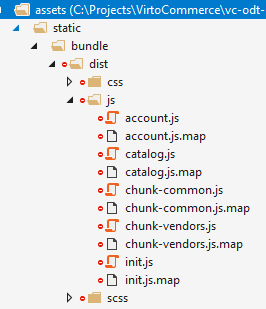 assets (C:\Projects\VirtoCommerce\vc-odt-
static
bundle
dist
css
js
account.js
account.js.map
catalog.js
catalog.js.map
chunk-common.js
chunk-common.js.map
chunk-vendors.js
chunk-vendors.js.map
init.js
init.js.map
scss